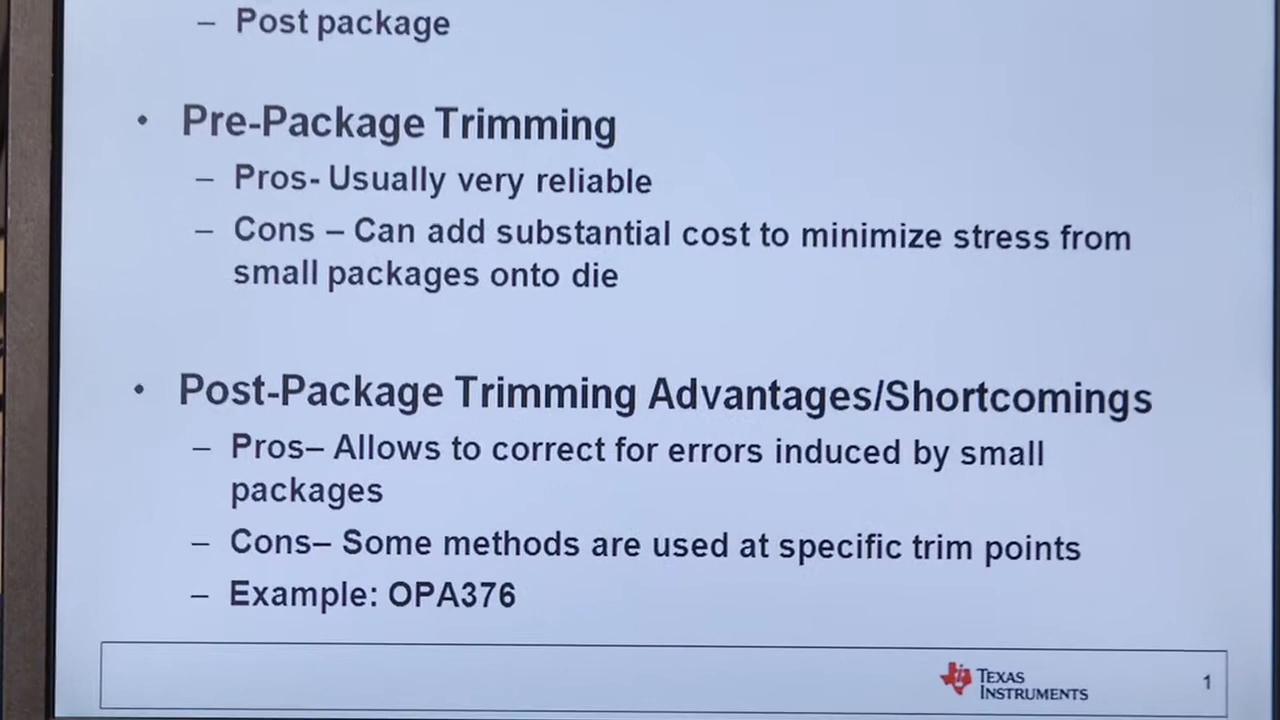 – Post package
• Pre-Package Trimming
– Pros- Usually very reliable
– Cons – Can add substantial cost to minimize stress from
small packages onto die
• Post-Package Trimming Advantages/Shortcomings
– Pros– Allows to correct for errors induced by small
packages
– Cons– Some methods are used at specific trim points
– Example: OPA376
TEXAS
INSTRUMENTS
1